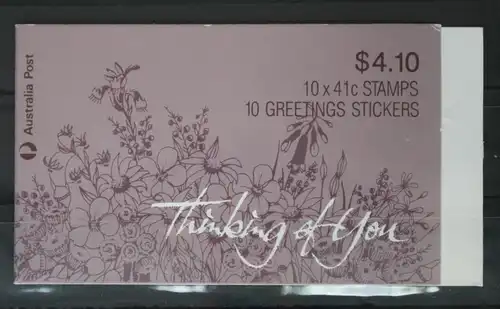 Australia Post
$4.10
10 x 41c STAMPS
10 GREETINGS STICKERS
Thinking of You